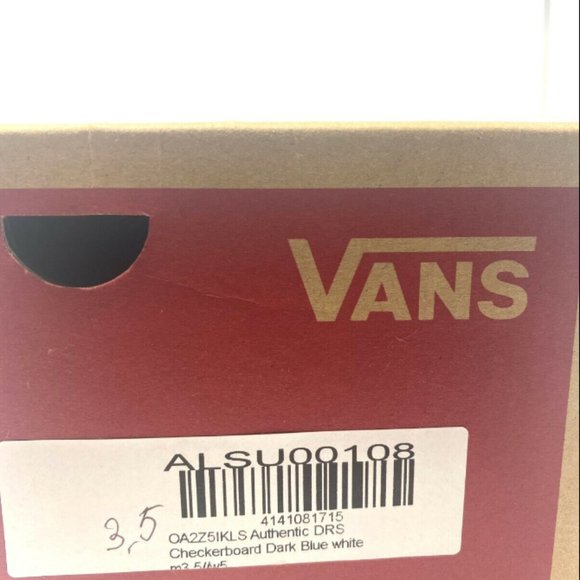 VANS
ALSU00108
4141081715
3,5
OA2Z5IKLS Authentic DRS
Checkerboard Dark Blue white